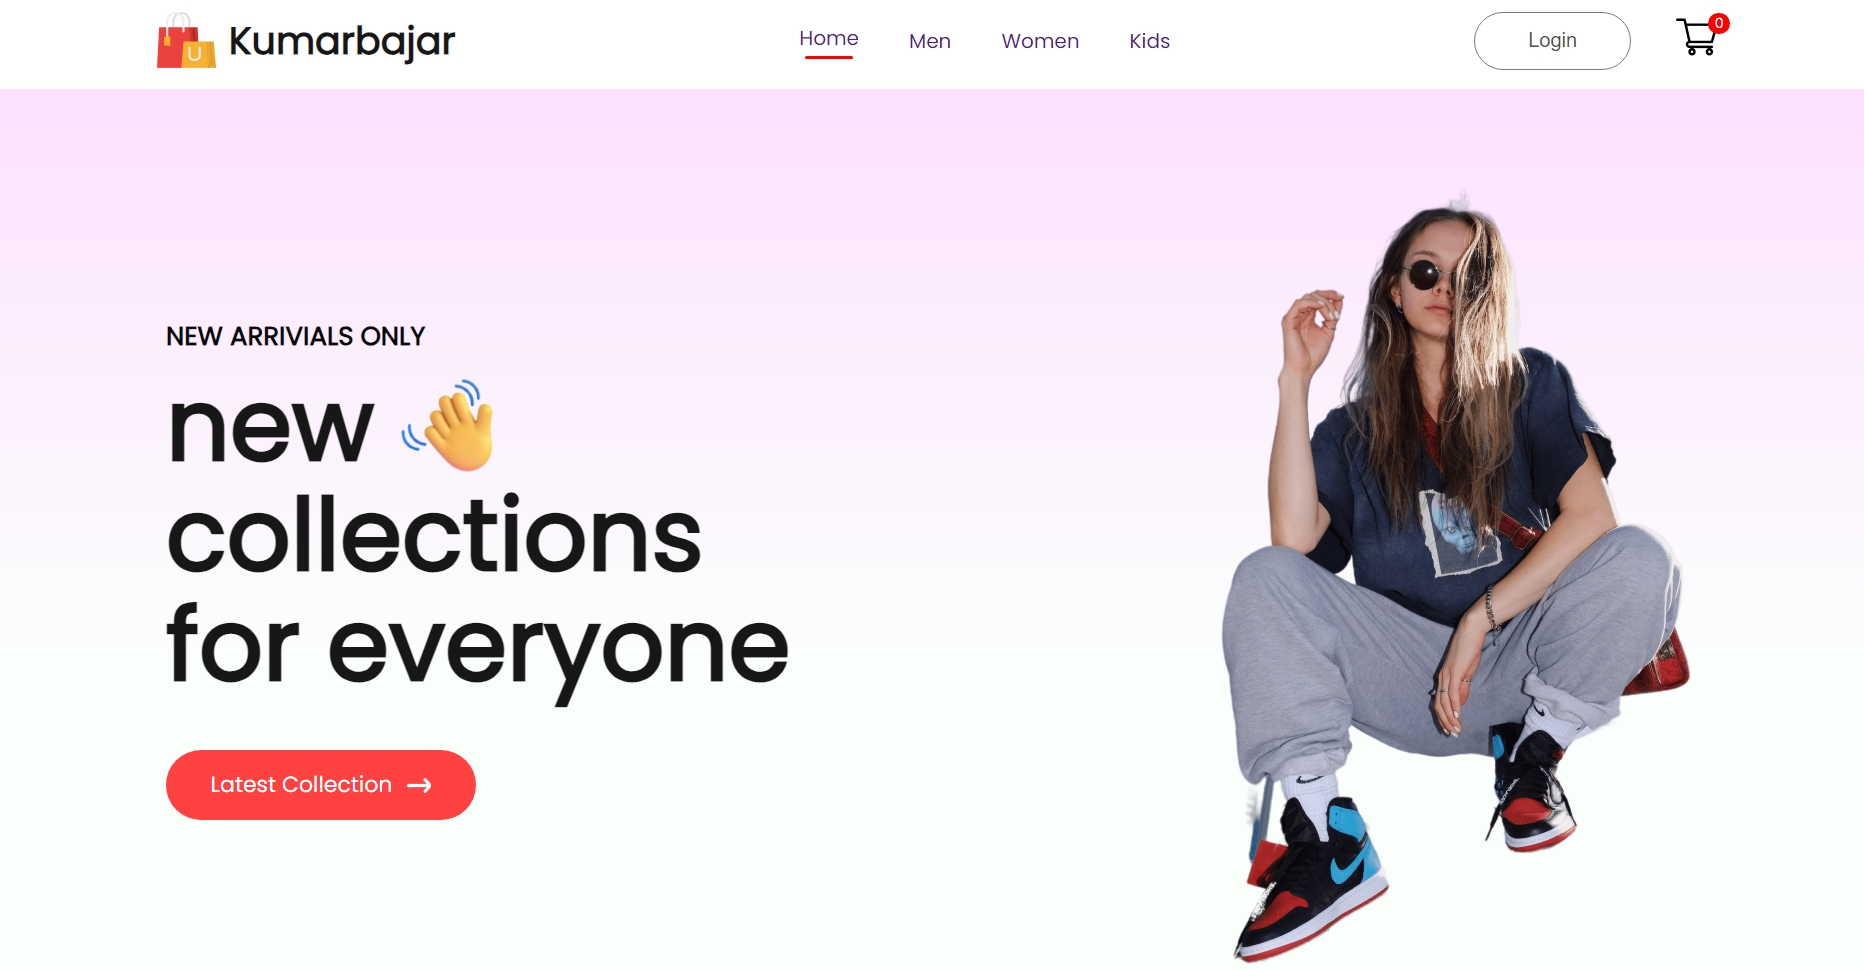 Kumarbajar
Home
Men
Women
Kids
Login
0
U
NEW ARRIVIALS ONLY
new
collections
for everyone
Latest Collection